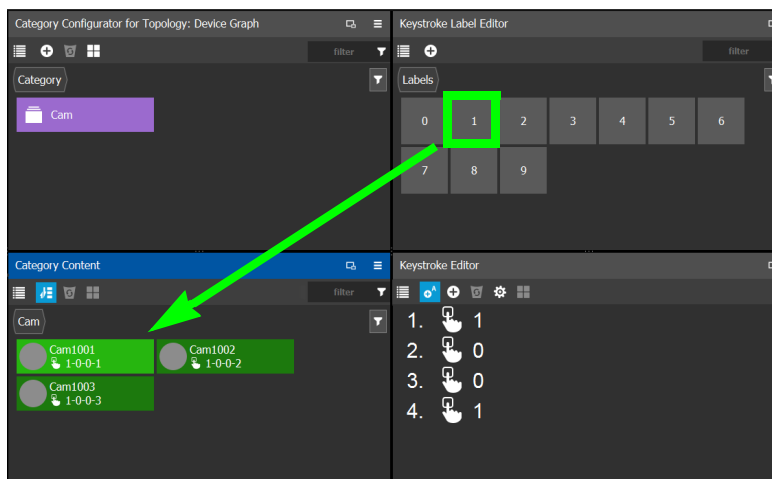 Category Configurator for Topology: Device Graph
filter
Category
Cam
Keystroke Label Editor
filter
Labels
0 1 2 3 4 5 6
7 8 9
Category Content
filter
Cam
Cam1001
1-0-0-1
Cam1002
1-0-0-2
Cam1003
1-0-0-3
Keystroke Editor
1. 1
2. 0
3. 0
4. 1